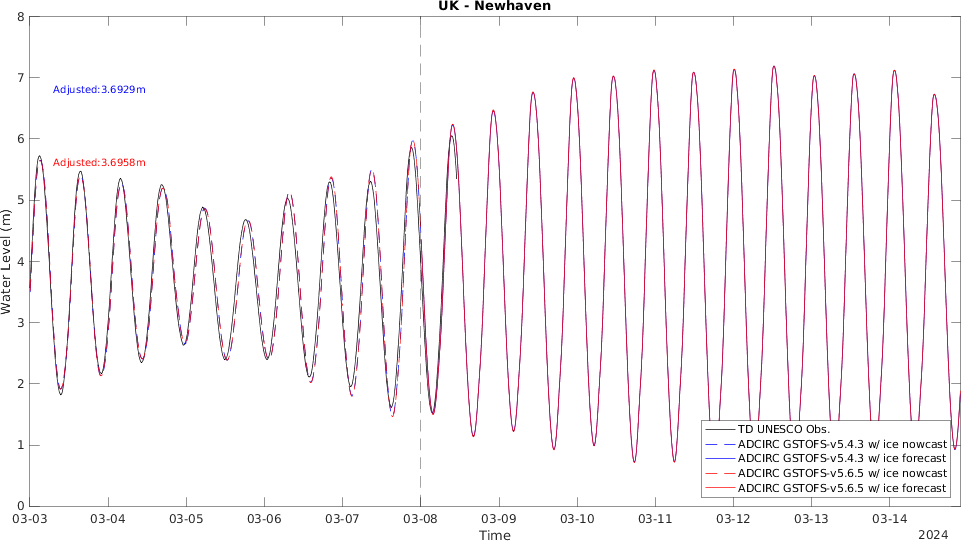 UK - Newhaven
8
7
6
5
4
3
2
1
0
Water Level (m)
Adjusted:3.6929m
Adjusted:3.6958m
TD UNESCO Obs.
ADCIRC GSTOFS-v5.4.3 w/ ice nowcast
ADCIRC GSTOFS-v5.4.3 w/ ice forecast
ADCIRC GSTOFS-v5.6.5 w/ ice nowcast
ADCIRC GSTOFS-v5.6.5 w/ ice forecast
03-03 03-04 03-05 03-06 03-07 03-08 03-09 03-10 03-11 03-12 03-13 03-14
Time
2024